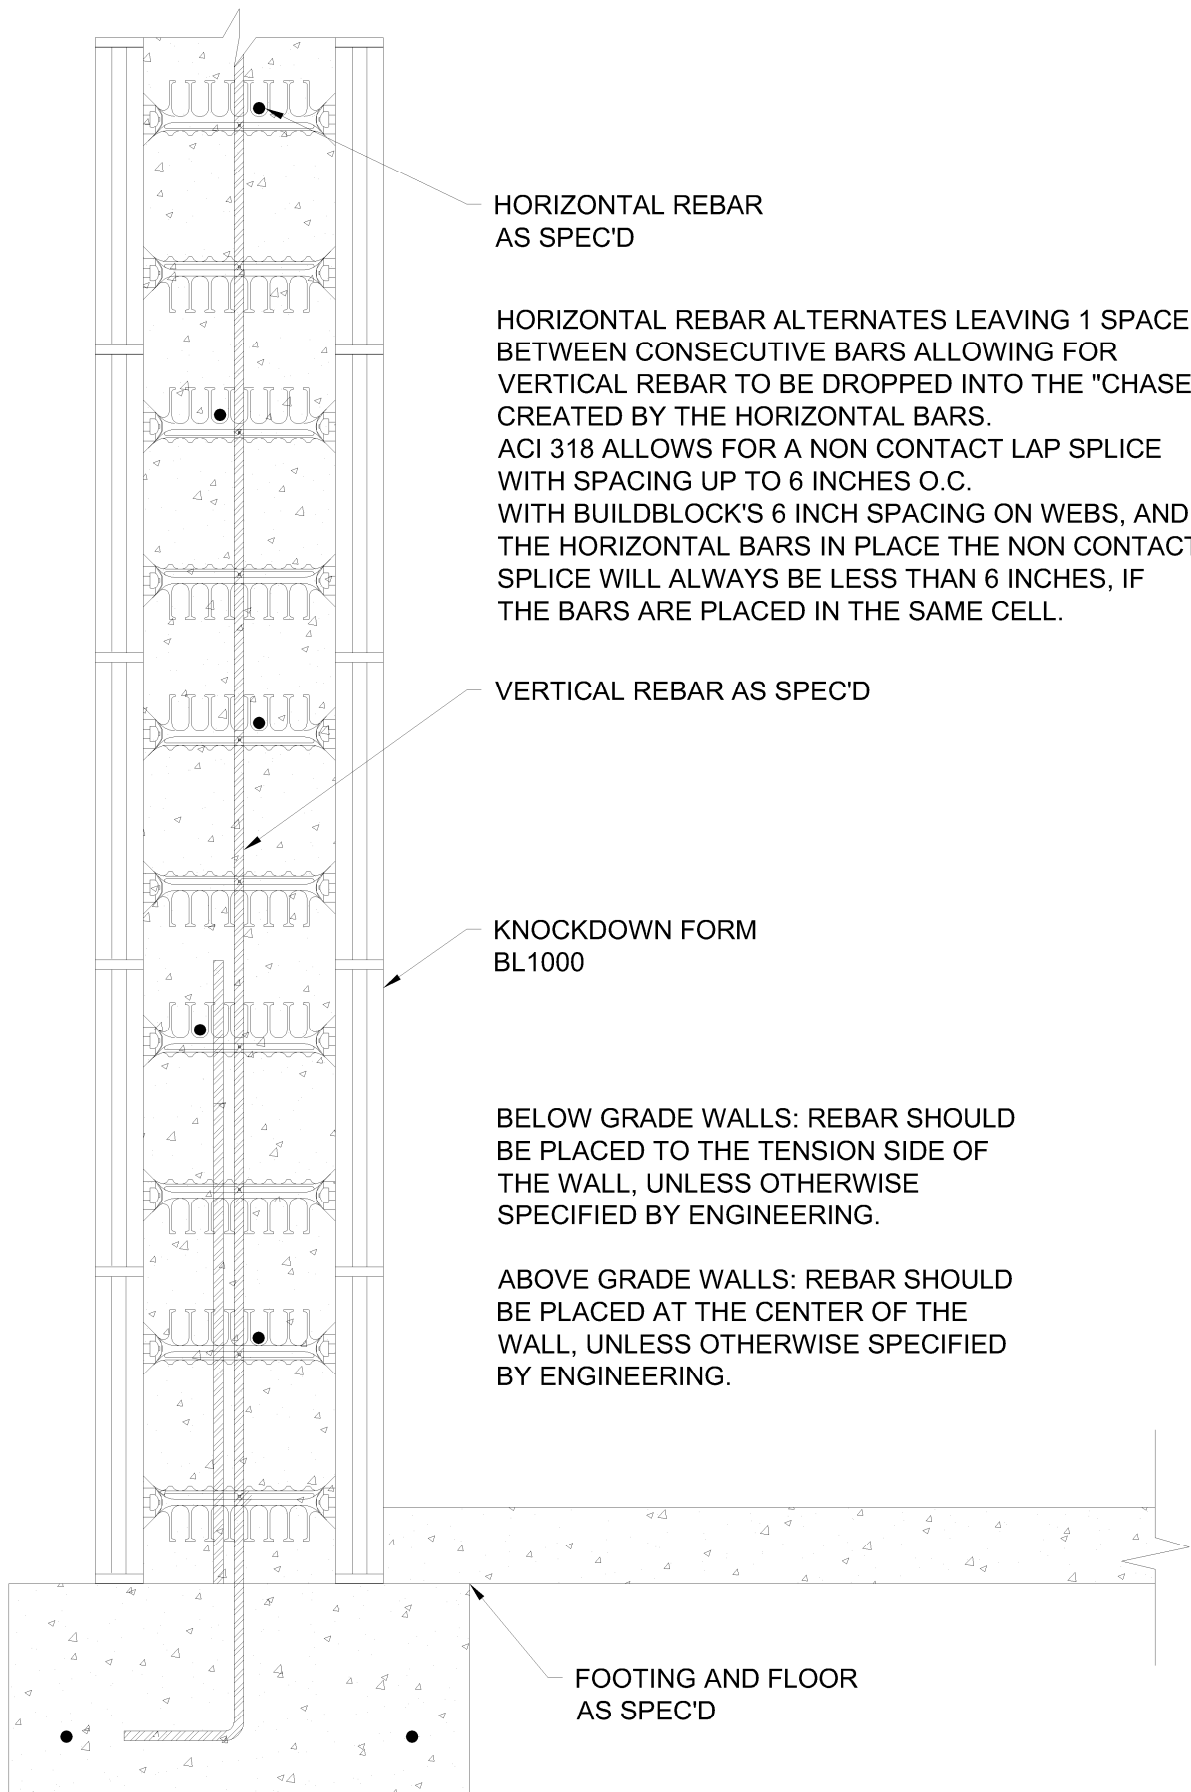 HORIZONTAL REBAR
AS SPEC'D
HORIZONTAL REBAR ALTERNATES LEAVING 1 SPACE
BETWEEN CONSECUTIVE BARS ALLOWING FOR
VERTICAL REBAR TO BE DROPPED INTO THE "CHASE
CREATED BY THE HORIZONTAL BARS.
ACI 318 ALLOWS FOR A NON CONTACT LAP SPLICE
WITH SPACING UP TO 6 INCHES O.C.
WITH BUILDBLOCK'S 6 INCH SPACING ON WEBS, AND
THE HORIZONTAL BARS IN PLACE THE NON CONTACT
SPLICE WILL ALWAYS BE LESS THAN 6 INCHES, IF
THE BARS ARE PLACED IN THE SAME CELL.
VERTICAL REBAR AS SPEC'D
KNOCKDOWN FORM
BL1000
BELOW GRADE WALLS: REBAR SHOULD
BE PLACED TO THE TENSION SIDE OF
THE WALL, UNLESS OTHERWISE
SPECIFIED BY ENGINEERING.
ABOVE GRADE WALLS: REBAR SHOULD
BE PLACED AT THE CENTER OF THE
WALL, UNLESS OTHERWISE SPECIFIED
BY ENGINEERING.
FOOTING AND FLOOR
AS SPEC'D